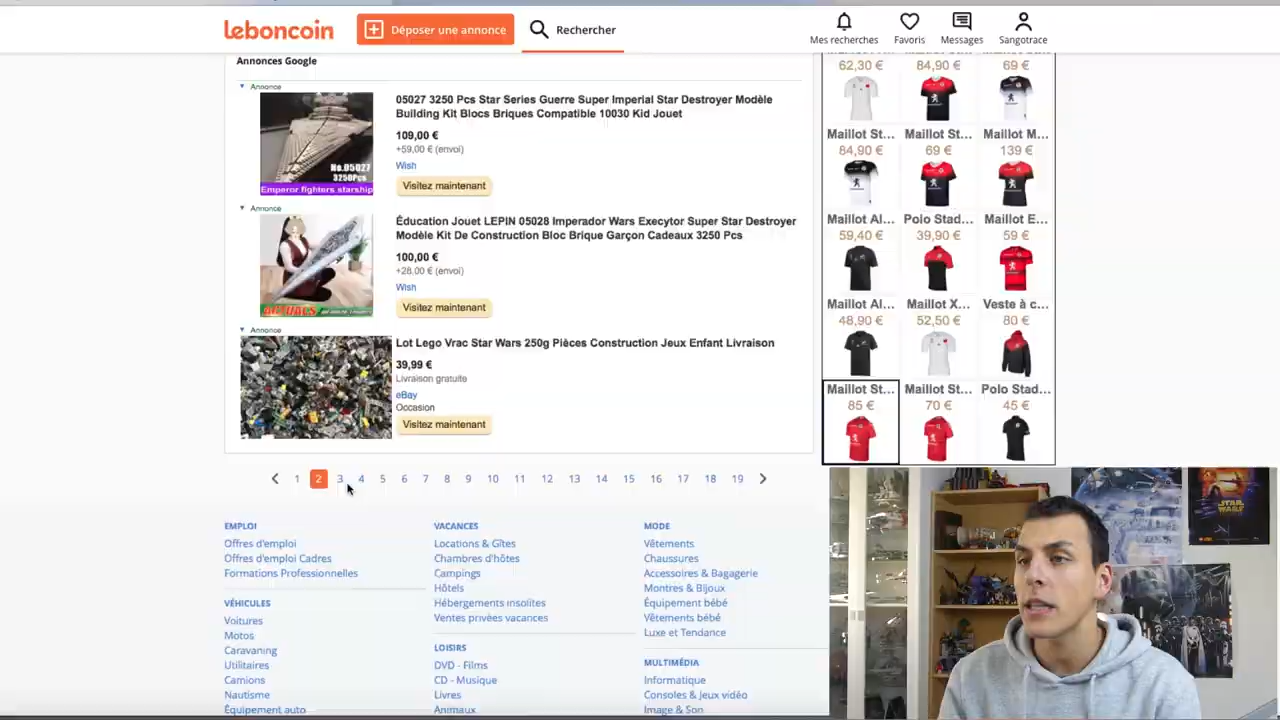 leboncoin
Déposer une annonce
Rechercher
Mes recherches
Favoris
Messages
Sangotrace
Annonces Google
Annonce
05027 3250 Pcs Star Series Guerre Super Imperial Star Destroyer Modèle
Building Kit Blocs Briques Compatible 10030 Kid Jouet
109,00 €
+59,00 € (envoi)
Wish
Visitez maintenant
No.05027
3250Pcs
Emperor fighters starship
Annonce
Éducation Jouet LEPIN 05028 Imperador Wars Execytor Super Star Destroyer
Modèle Kit De Construction Bloc Brique Garçon Cadeaux 3250 Pcs
100,00 €
+28,00 € (envoi)
Wish
Visitez maintenant
Annonce
Lot Lego Vrac Star Wars 250g Pièces Construction Jeux Enfant Livraison
39,99 €
Livraison gratuite
eBay
Occasion
Visitez maintenant
62,30 € 84,90 € 69 €
Maillot St... Maillot St... Maillot M...
84,90 € 69 € 139 €
Maillot Al... Polo Stad... Maillot E...
59,40 € 39,90 € 59 €
Maillot Al... Maillot X... Veste à c...
48,90 € 52,50 € 80 €
Maillot St... Maillot St... Polo Stad...
85 € 70 € 45 €
1 2 3 4 5 6 7 8 9 10 11 12 13 14 15 16 17 18 19
EMPLOI
Offres d'emploi
Offres d'emploi Cadres
Formations Professionnelles
VÉHICULES
Voitures
Motos
Caravaning
Utilitaires
Camions
Nautisme
Équipement auto
VACANCES
Locations & Gîtes
Chambres d'hôtes
Campings
Hôtels
Hébergements insolites
Ventes privées vacances
LOISIRS
DVD - Films
CD - Musique
Livres
Animaux
MODE
Vêtements
Chaussures
Accessoires & Bagagerie
Montres & Bijoux
Équipement bébé
Vêtements bébé
Luxe et Tendance
MULTIMÉDIA
Informatique
Consoles & Jeux vidéo
Image & Son
STAR
WARS